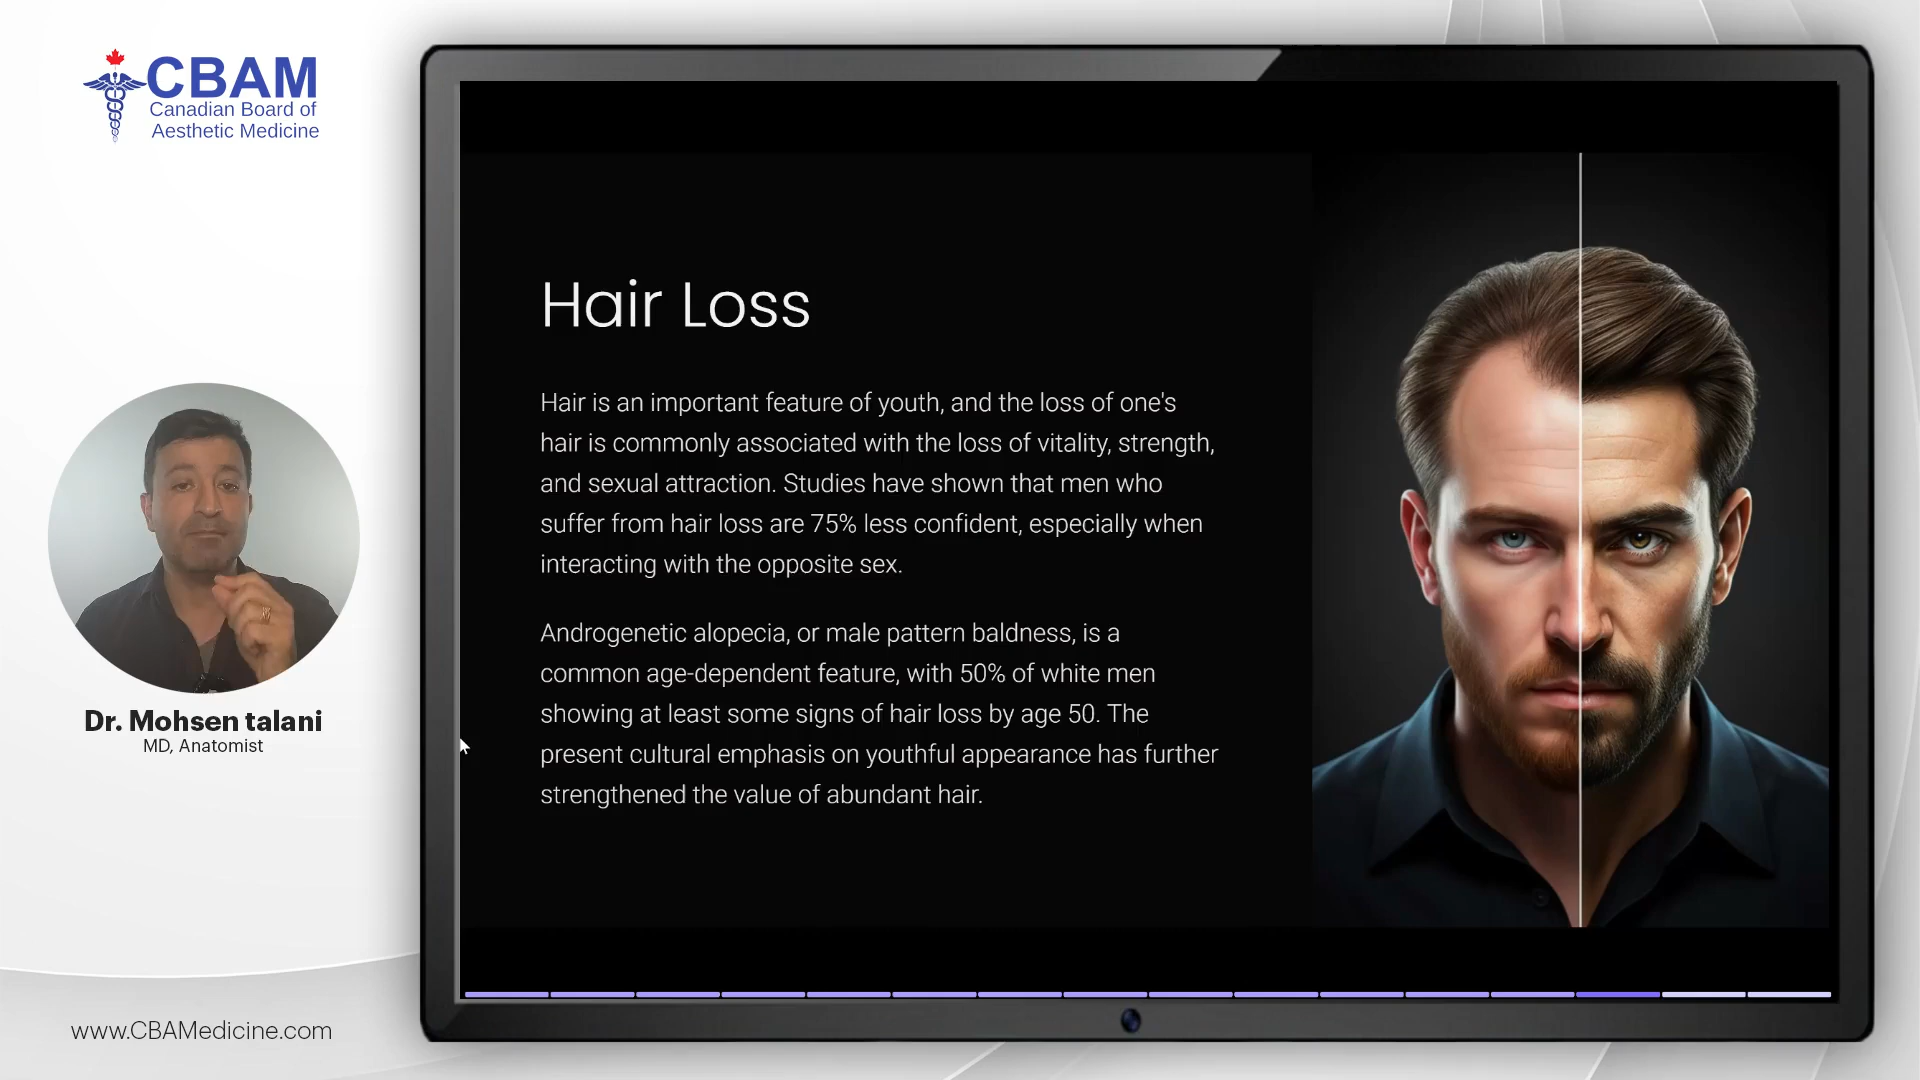 CBAM
Canadian Board of
Aesthetic Medicine
Hair Loss
Hair is an important feature of youth, and the loss of one's
hair is commonly associated with the loss of vitality, strength,
and sexual attraction. Studies have shown that men who
suffer from hair loss are 75% less confident, especially when
interacting with the opposite sex.
Androgenetic alopecia, or male pattern baldness, is a
common age-dependent feature, with 50% of white men
showing at least some signs of hair loss by age 50. The
present cultural emphasis on youthful appearance has further
strengthened the value of abundant hair.
Dr. Mohsen talani
MD, Anatomist
www.CBAMedicine.com